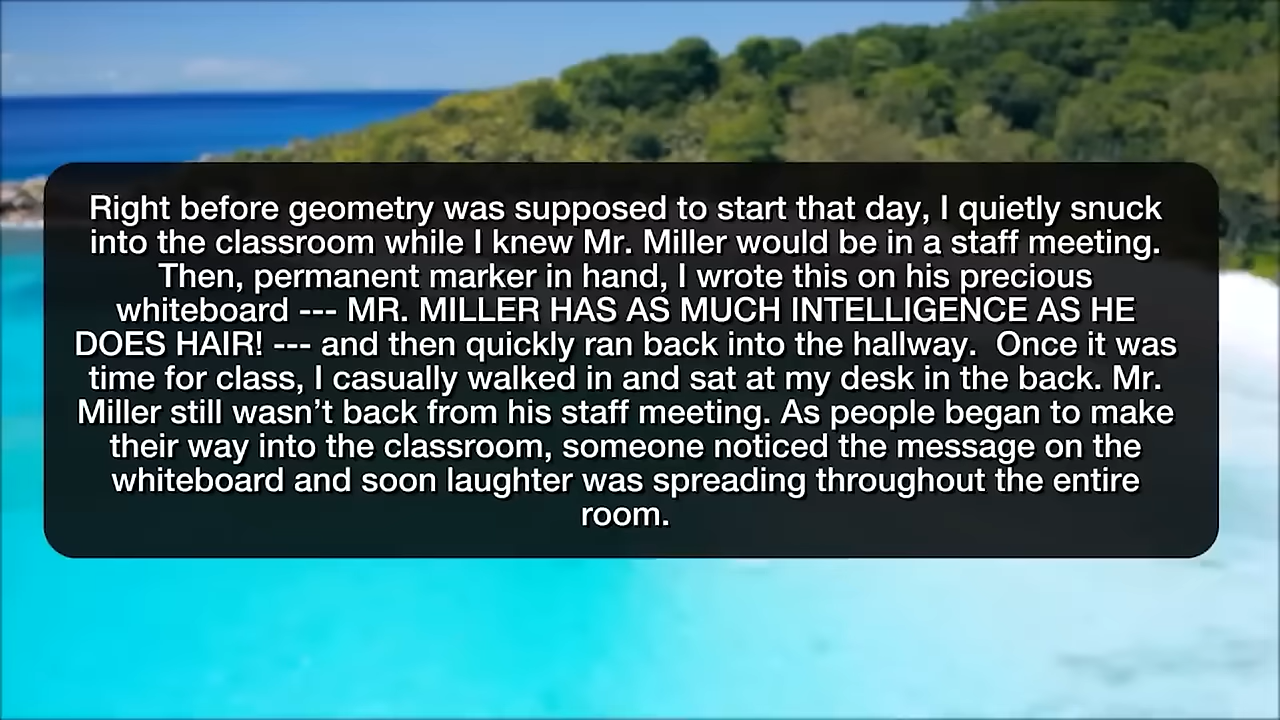 Right before geometry was supposed to start that day, I quietly snuck
into the classroom while I knew Mr. Miller would be in a staff meeting.
Then, permanent marker in hand, I wrote this on his precious
whiteboard --- MR. MILLER HAS AS MUCH INTELLIGENCE AS HE
DOES HAIR! --- and then quickly ran back into the hallway.  Once it was
time for class, I casually walked in and sat at my desk in the back. Mr.
Miller still wasn’t back from his staff meeting. As people began to make
their way into the classroom, someone noticed the message on the
whiteboard and soon laughter was spreading throughout the entire
room.